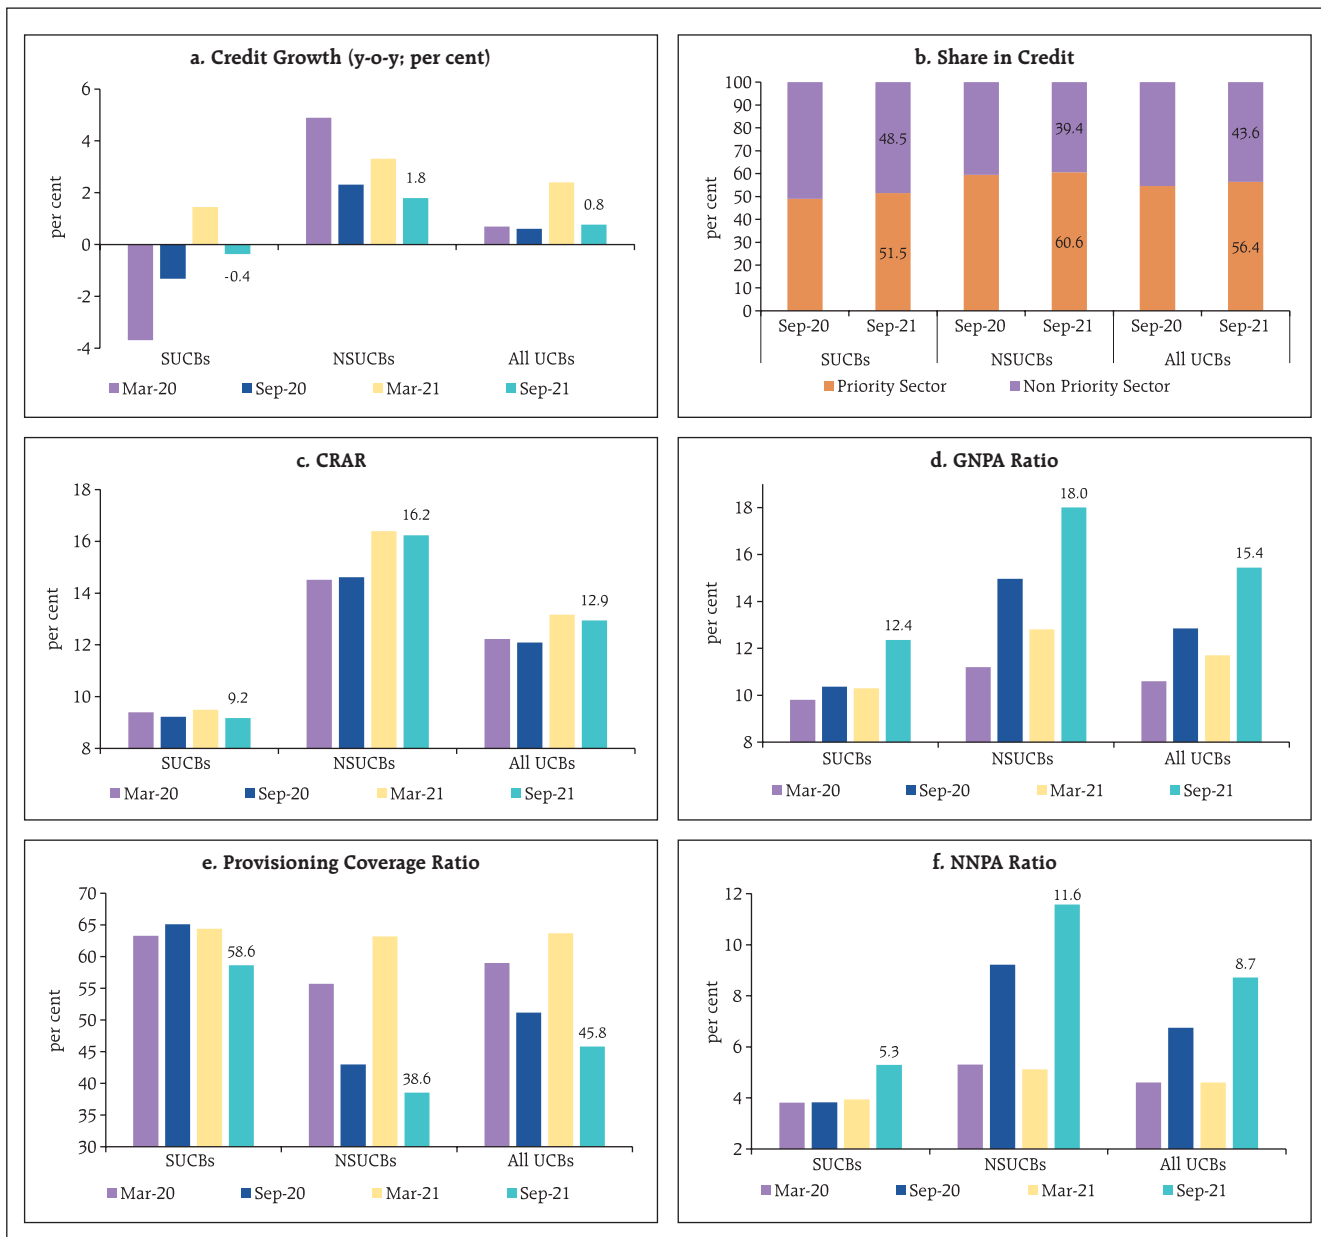 a. Credit Growth (y-o-y; per cent)
per cent
6
4
2
0
-2
-4
-0.4
1.8
0.8
SUCBs NSUCBs All UCBs
Mar-20 Sep-20 Mar-21 Sep-21
b. Share in Credit
per cent
100
90
80
70
60
50
40
30
20
10
0
48.5 39.4 43.6
51.5 60.6 56.4
Sep-20 Sep-21 Sep-20 Sep-21 Sep-20 Sep-21
SUCBs NSUCBs All UCBs
Priority Sector Non Priority Sector
c. CRAR
per cent
18
16
14
12
10
8
9.2
16.2
12.9
SUCBs NSUCBs All UCBs
Mar-20 Sep-20 Mar-21 Sep-21
d. GNPA Ratio
per cent
18
16
14
12
10
8
12.4
18.0
15.4
SUCBs NSUCBs All UCBs
Mar-20 Sep-20 Mar-21 Sep-21
e. Provisioning Coverage Ratio
per cent
70
65
60
55
50
45
40
35
30
58.6
38.6
45.8
SUCBs NSUCBs All UCBs
Mar-20 Sep-20 Mar-21 Sep-21
f. NNPA Ratio
per cent
12
10
8
6
4
2
5.3
11.6
8.7
SUCBs NSUCBs All UCBs
Mar-20 Sep-20 Mar-21 Sep-21